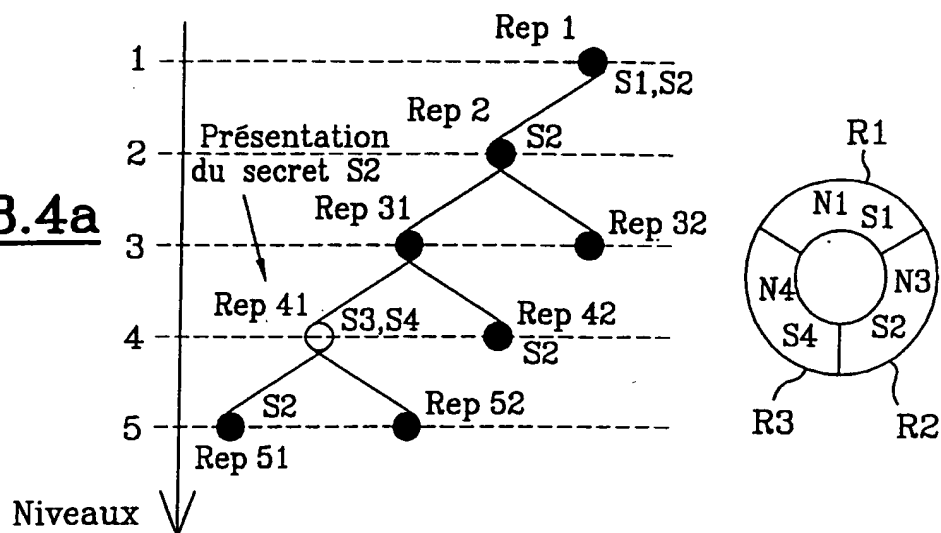 Rep 1
1
S1,S2
Rep 2
S2
2
Présentation
du secret S2
R1
3.4a
Rep 31
Rep 32
3
N1
S1
N4
N3
S4
S2
Rep 41
S3,S4
Rep 42
4
S2
R3
R2
S2
Rep 52
5
Rep 51
Niveaux